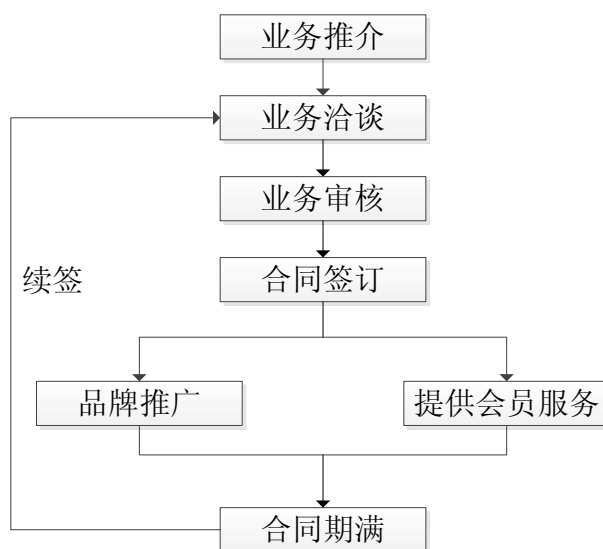 业务推介
业务洽谈
业务审核
续签
合同签订
品牌推广
提供会员服务
合同期满